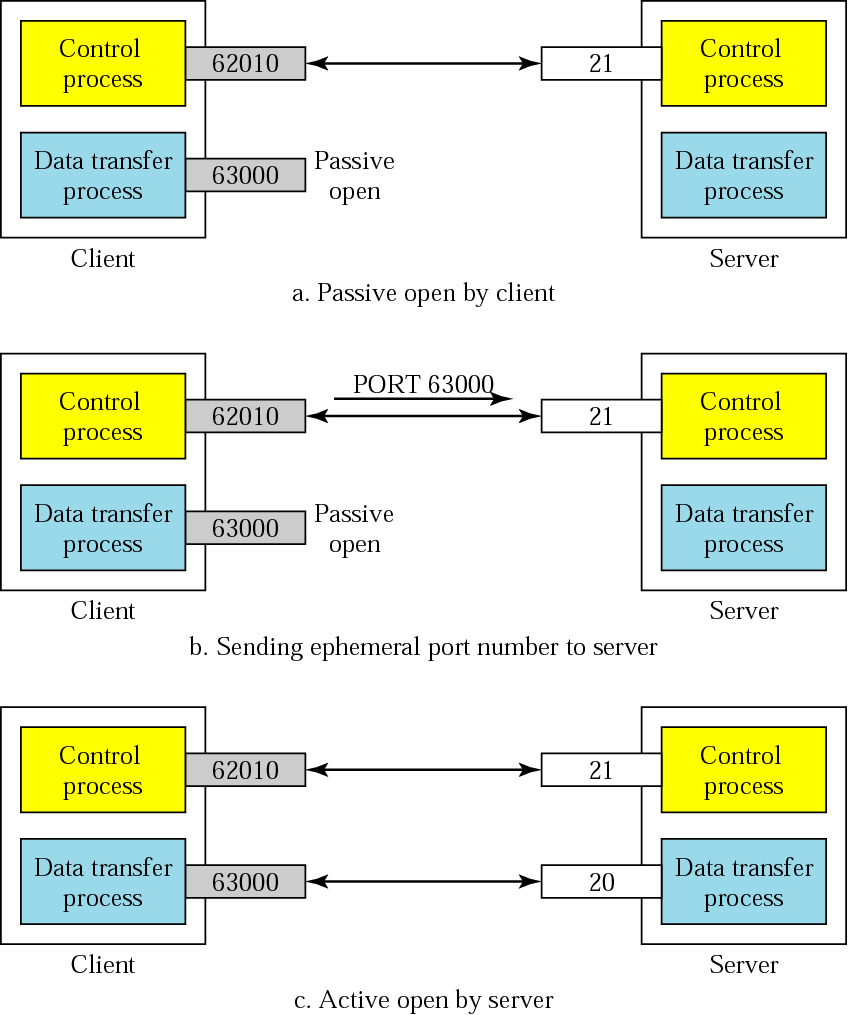 Control
process
62010
21
Control
process
Data transfer
process
63000
Passive
open
Data transfer
process
Client
Server
a. Passive open by client
Control
process
62010
PORT 63000
21
Control
process
Data transfer
process
63000
Passive
open
Data transfer
process
Client
Server
b. Sending ephemeral port number to server
Control
process
62010
21
Control
process
Data transfer
process
63000
20
Data transfer
process
Client
Server
c. Active open by server